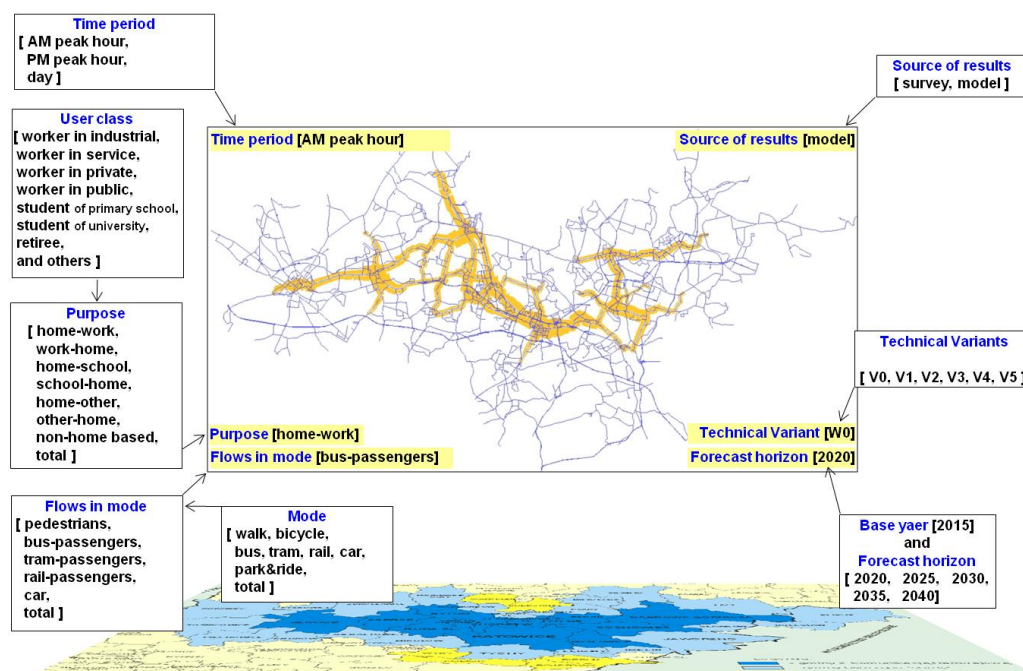 Time period
[ AM peak hour,
PM peak hour,
day ]
Source of results
[ survey, model ]
User class
[ worker in industrial,
worker in service,
worker in private,
worker in public,
student of primary school,
student of university,
retiree,
and others ]
Time period [AM peak hour]
Source of results [model]
Purpose
[ home-work,
work-home,
home-school,
school-home,
home-other,
other-home,
non-home based,
total ]
Technical Variants
[ V0, V1, V2, V3, V4, V5 ]
Purpose [home-work]
Flows in mode [bus-passengers]
Technical Variant [W0]
Forecast horizon [2020]
Flows in mode
[ pedestrians,
bus-passengers,
tram-passengers,
rail-passengers,
car,
total ]
Mode
[ walk, bicycle,
bus, tram, rail, car,
park&ride,
total ]
Base yaer [2015]
and
Forecast horizon
[ 2020, 2025, 2030,
2035, 2040]